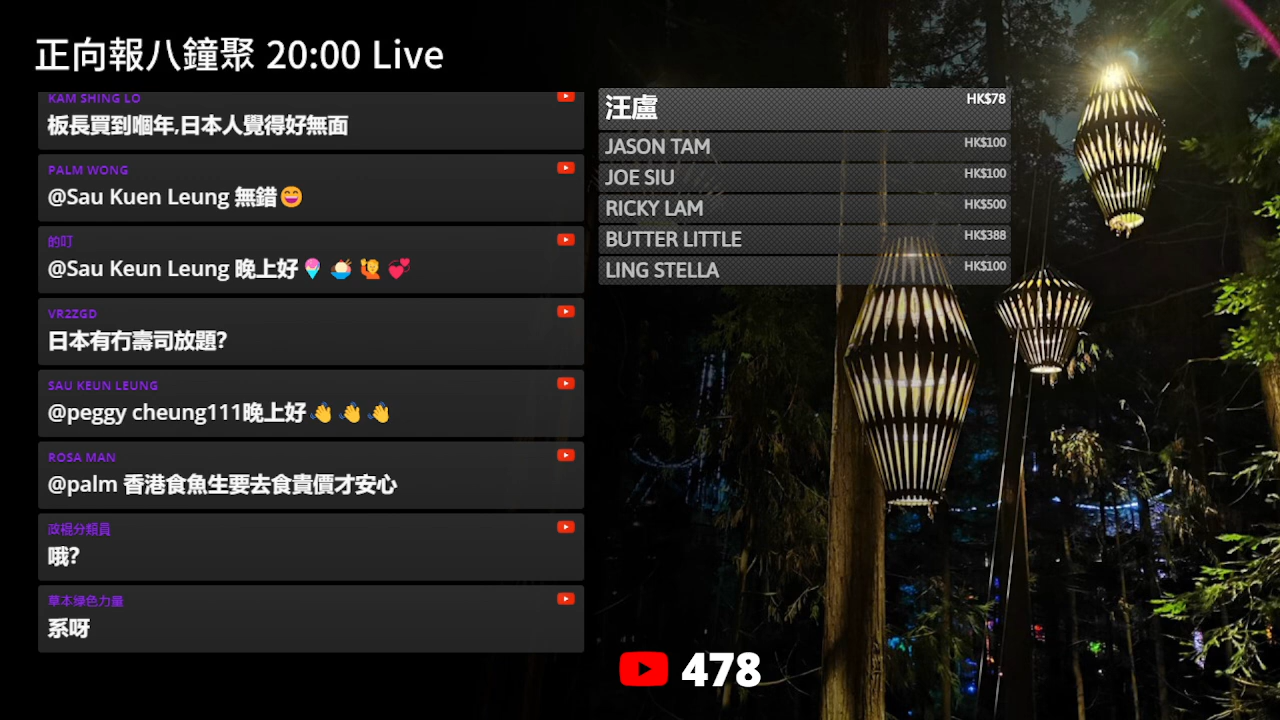 正向報八鐘聚 20:00 Live
KAM SHING LO
板長買到嗰年,日本人覺得好無面
PALM WONG
@Sau Kuen Leung 無錯😄
的叮
@Sau Keun Leung 晚上好🍧 🍧 🙋 💞
VR2ZGD
日本有冇壽司放題?
SAU KEUN LEUNG
@peggy cheung111晚上好👋 👋 👋
ROSA MAN
@palm 香港食魚生要去食貴價才安心
政棍分類員
哦?
草本綠色力量
系呀
汪盧 HK$78
JASON TAM HK$100
JOE SIU HK$100
RICKY LAM HK$500
BUTTER LITTLE HK$388
LING STELLA HK$100
478